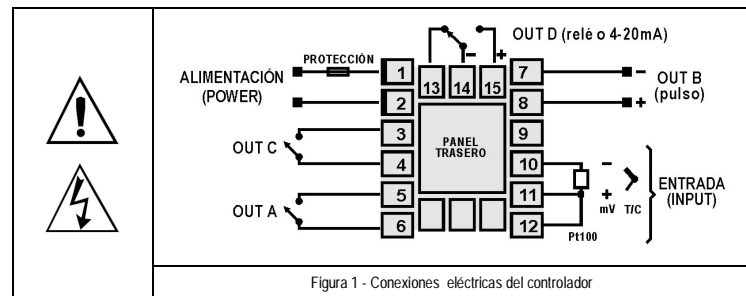 OUT D (relé o 4-20mA)
PROTECCIÓN
- +
ALIMENTACIÓN
(POWER)
1
2
3
4
5
6
13 14 15
PANEL
TRASERO
7
8
9
10
11
12
- OUT B
+ (pulso)
OUT C
OUT A
-
+
mV T/C
Pt100
ENTRADA
(INPUT)
Figura 1 - Conexiones eléctricas del controlador